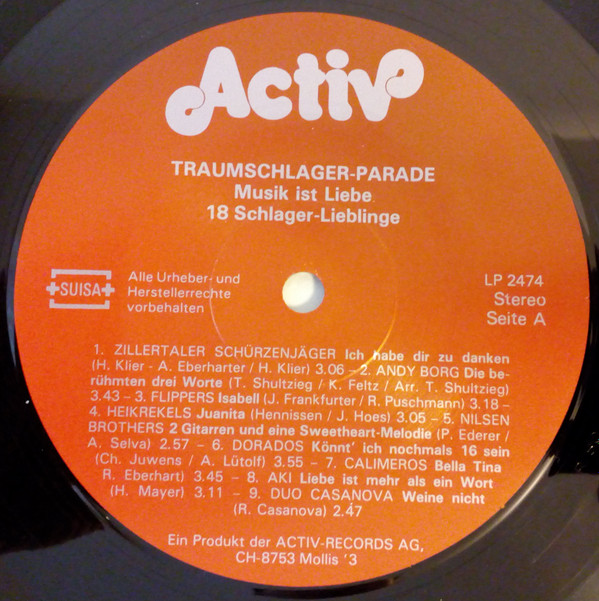 Activ
TRAUMSCHLAGER-PARADE
Musik ist Liebe
18 Schlager-Lieblinge
SUISA
Alle Urheber- und
Herstellerrechte
vorbehalten
LP 2474
Stereo
Seite A
1. ZILLERTALER SCHÜRZENJÄGER Ich habe dir zu danken
(H. Klier - A. Eberharter / H. Klier) 3.06 – 2. ANDY BORG Die be-
rühmten drei Worte (T. Shultzieg / K. Feltz / Arr. T. Shultzieg)
3.43 – 3. FLIPPERS Isabell (J. Frankfurter / R. Puschmann) 3.18 –
4. HEIKREKELS Juanita (Hennissen / J. Hoes) 3.05 – 5. NILSEN
BROTHERS 2 Gitarren und eine Sweetheart-Melodie (P. Ederer /
A. Selva) 2.57 – 6. DORADOS Könnt' ich nochmals 16 sein
(Ch. Juwens / A. Lütolf) 3.55 – 7. CALIMEROS Bella Tina
R. Eberhart) 3.45 – 8. AKI Liebe ist mehr als ein Wort
(H. Mayer) 3.11 – 9. DUO CASANOVA Weine nicht
(R. Casanova) 2.47
Ein Produkt der ACTIV-RECORDS AG,
CH-8753 Mollis '3